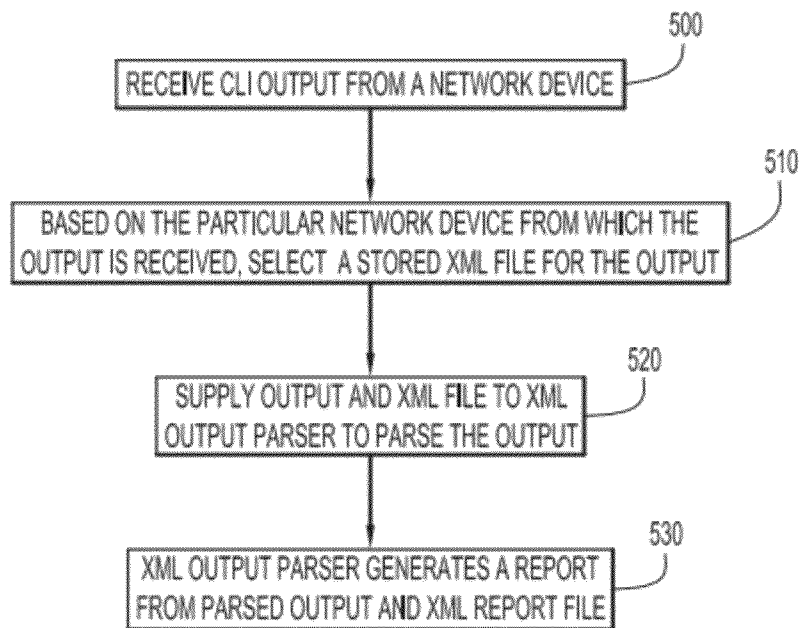 500
RECEIVE CLI OUTPUT FROM A NETWORK DEVICE
510
BASED ON THE PARTICULAR NETWORK DEVICE FROM WHICH THE
OUTPUT IS RECEIVED, SELECT A STORED XML FILE FOR THE OUTPUT
520
SUPPLY OUTPUT AND XML FILE TO XML
OUTPUT PARSER TO PARSE THE OUTPUT
530
XML OUTPUT PARSER GENERATES A REPORT
FROM PARSED OUTPUT AND XML REPORT FILE